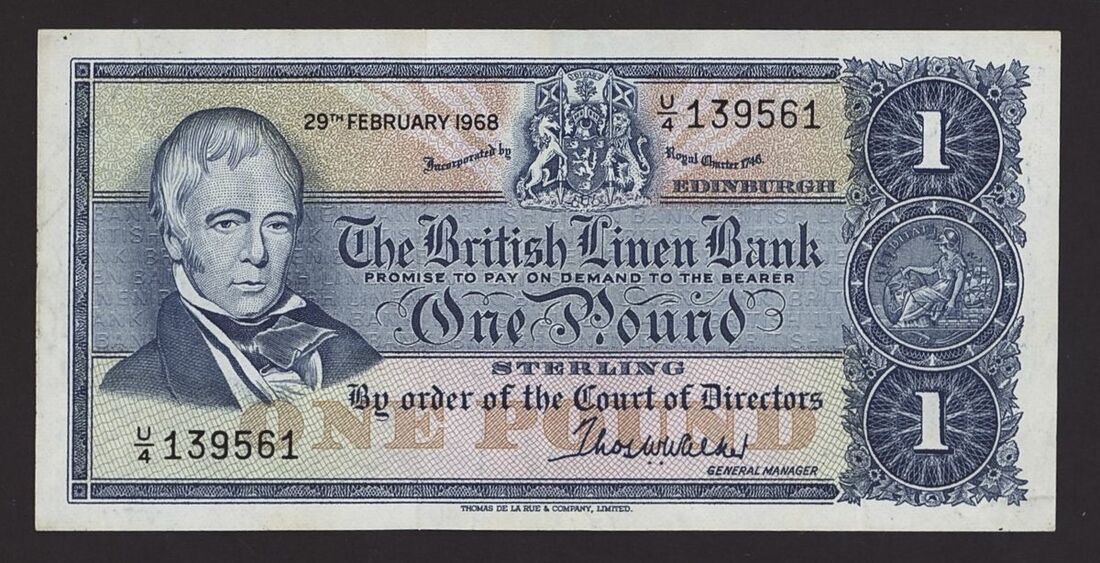 29TH FEBRUARY 1968
U/4 139561
Incorporated by
Royal Charter 1746.
EDINBURGH
The British Linen Bank
PROMISE TO PAY ON DEMAND TO THE BEARER
One Pound
STERLING
By order of the Court of Directors
ONE POUND
U/4 139561
Thos W Walker
GENERAL MANAGER
1
1
THOMAS DE LA RUE & COMPANY, LIMITED.